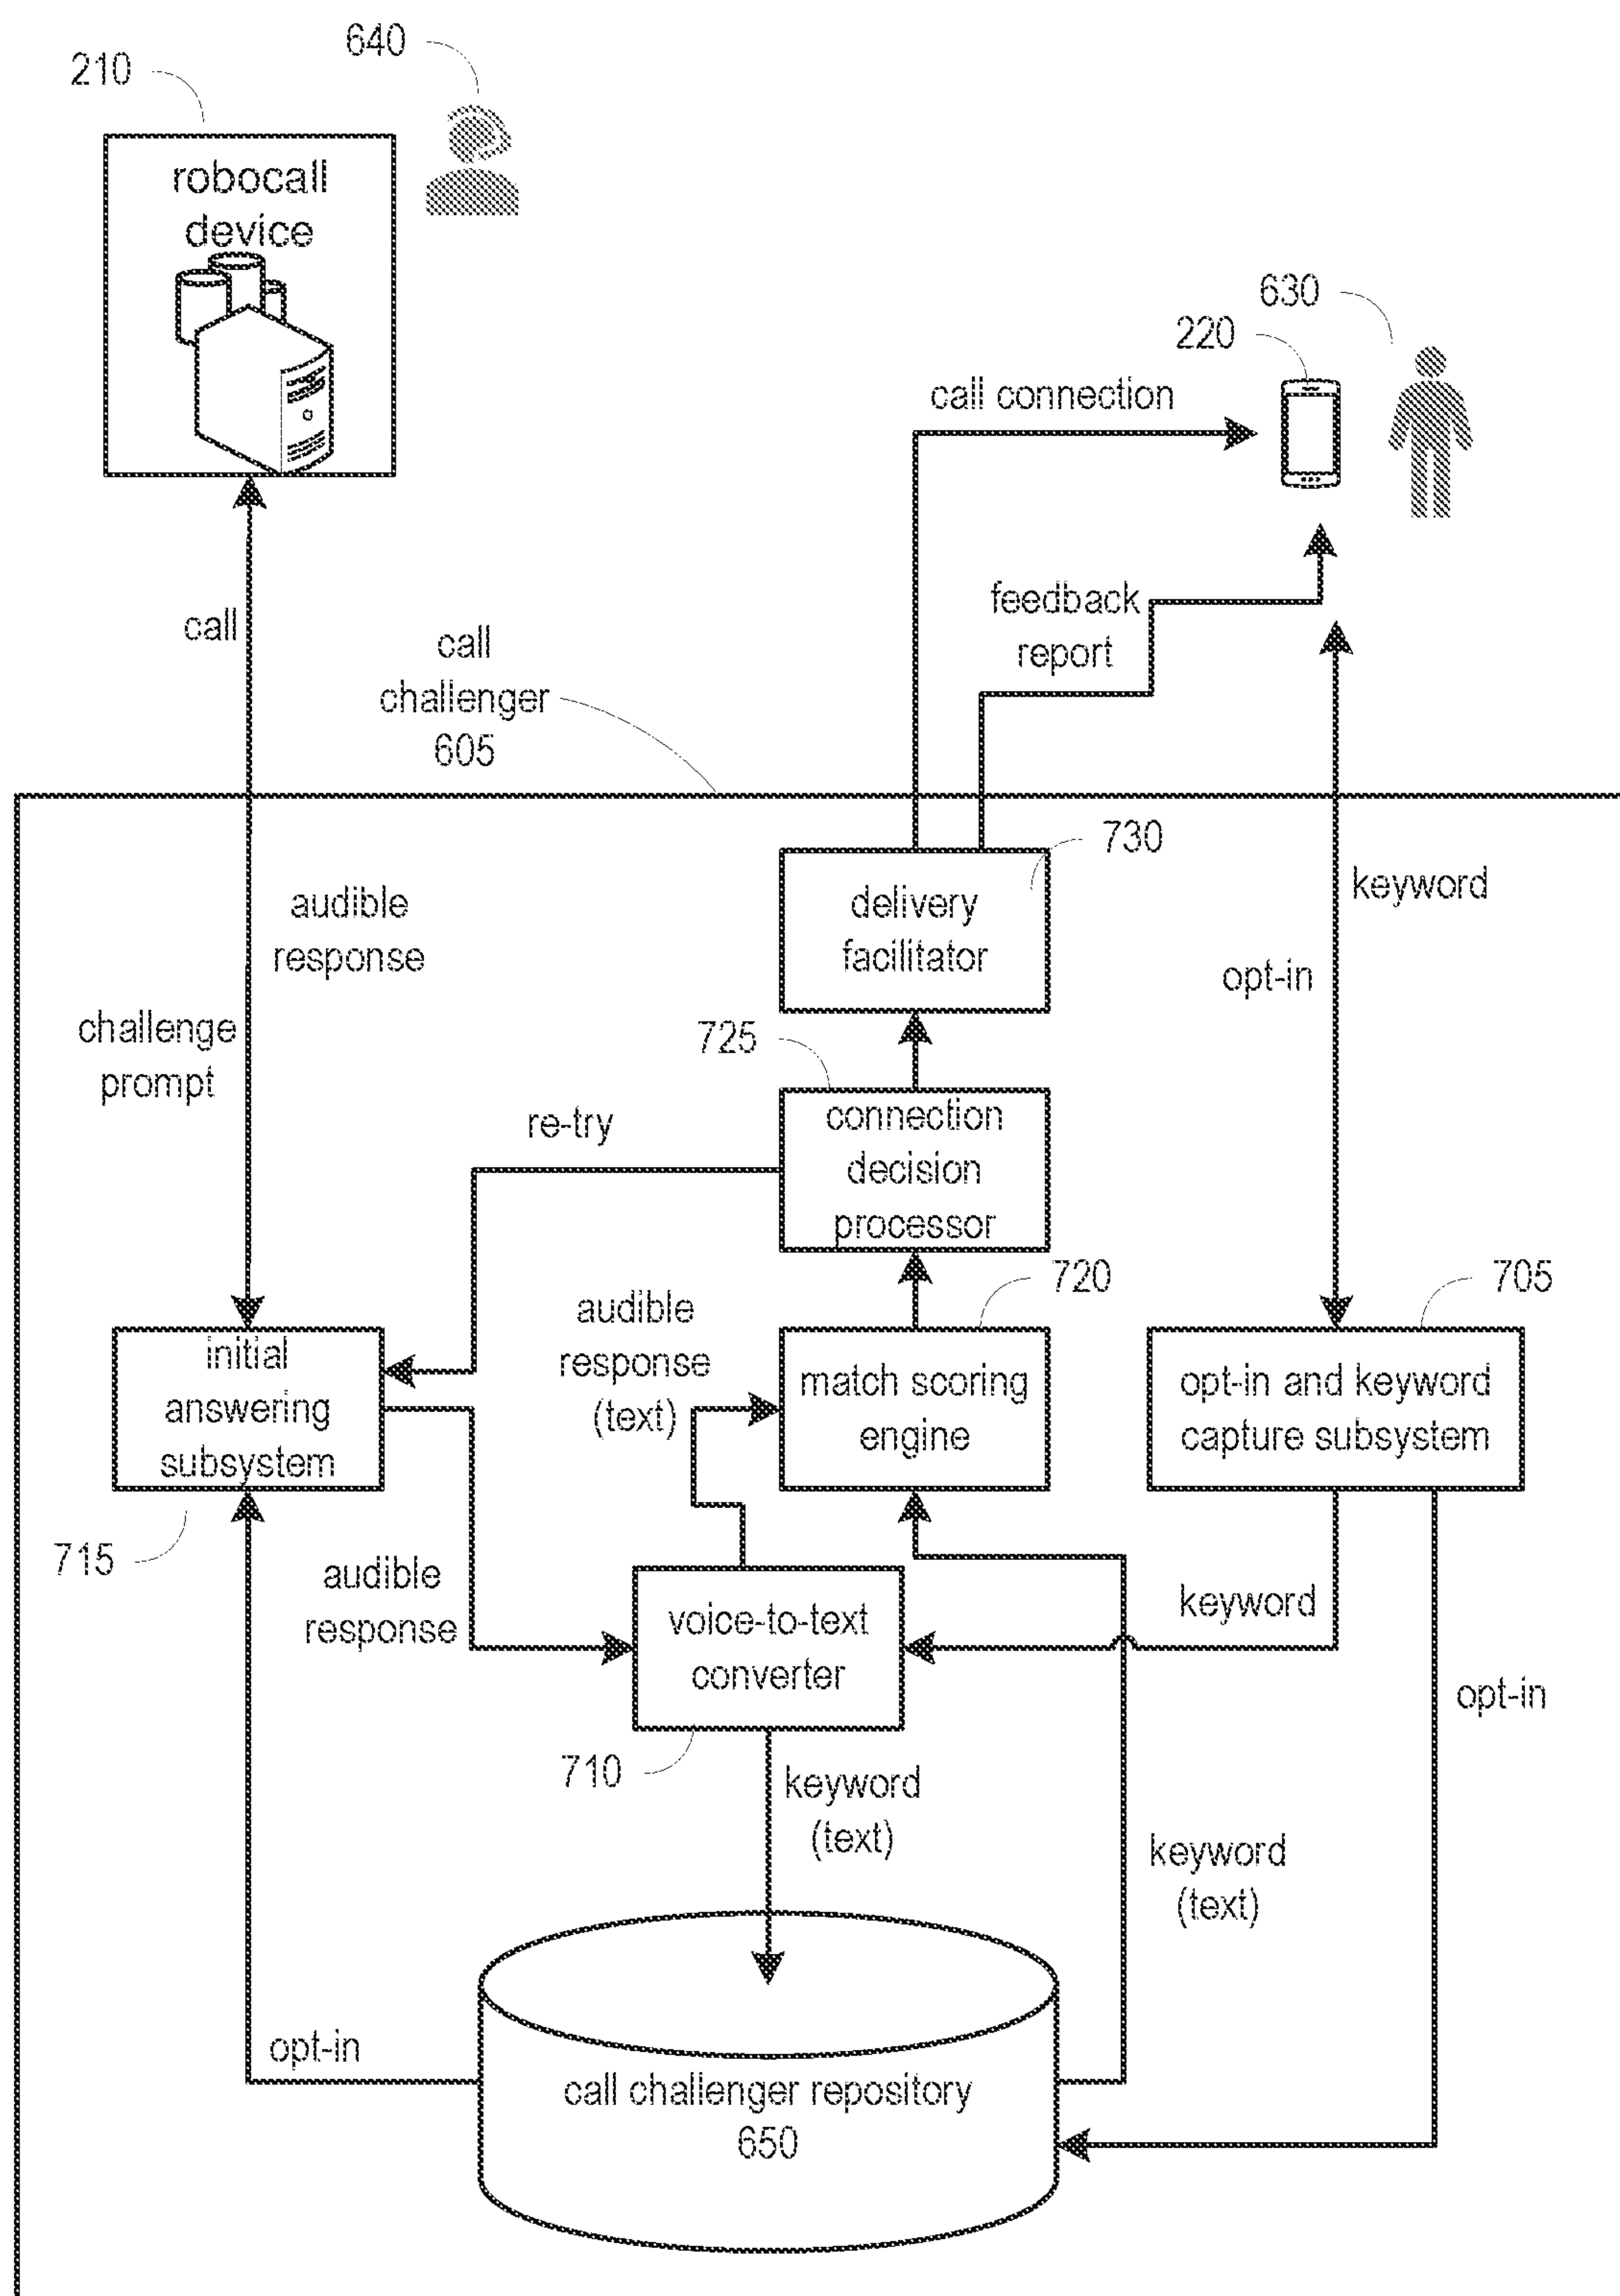 640
210
robocall
device
630
220
call connection
feedback
report
call
call
challenger
605
730
delivery
facilitator
keyword
audible
response
opt-in
challenge
prompt
725
connection
decision
processor
re-try
720
705
audible
response
(text)
initial
answering
subsystem
match scoring
engine
opt-in and keyword
capture subsystem
715
audible
response
voice-to-text
converter
keyword
opt-in
710
keyword
(text)
keyword
(text)
opt-in
call challenger repository
650